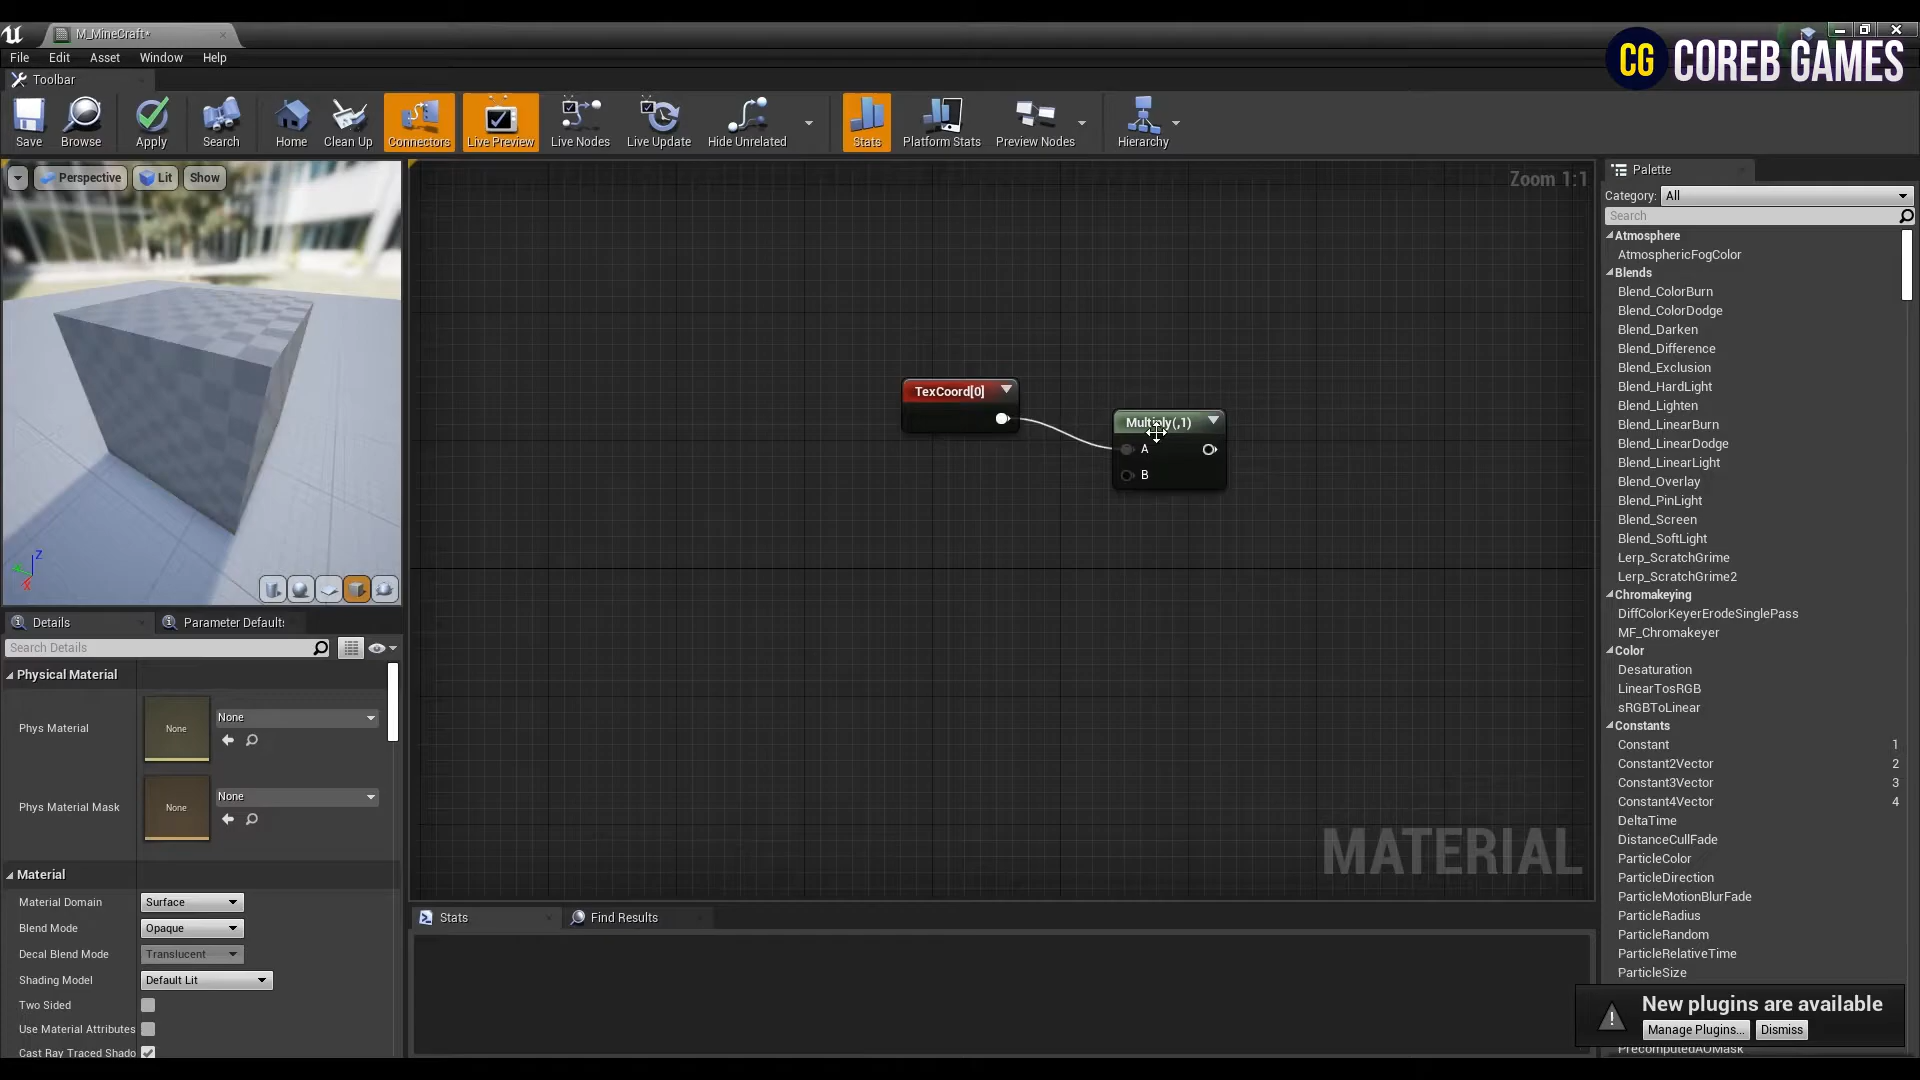 M_MineCraft*
CG COREB GAMES
File Edit Asset Window Help
Toolbar
Save Browse Apply Search Home Clean Up Connectors Live Preview Live Nodes Live Update Hide Unrelated Stats Platform Stats Preview Nodes Hierarchy
Perspective Lit Show
Zoom 1:1
TexCoord[0]
Multiply(,1)
A
B
MATERIAL
Z
X
Details Parameter Defaults
Search Details
Physical Material
Phys Material None None
Phys Material Mask None None
Material
Material Domain Surface
Blend Mode Opaque
Decal Blend Mode Translucent
Shading Model Default Lit
Two Sided
Use Material Attributes
Cast Ray Traced Shado
Stats Find Results
Palette
Category: All
Search
Atmosphere
AtmosphericFogColor
Blends
Blend_ColorBurn
Blend_ColorDodge
Blend_Darken
Blend_Difference
Blend_Exclusion
Blend_HardLight
Blend_Lighten
Blend_LinearBurn
Blend_LinearDodge
Blend_LinearLight
Blend_Overlay
Blend_PinLight
Blend_Screen
Blend_SoftLight
Lerp_ScratchGrime
Lerp_ScratchGrime2
Chromakeying
DiffColorKeyerErodeSinglePass
MF_Chromakeyer
Color
Desaturation
LinearTosRGB
sRGBToLinear
Constants
Constant 1
Constant2Vector 2
Constant3Vector 3
Constant4Vector 4
DeltaTime
DistanceCullFade
ParticleColor
ParticleDirection
ParticleMotionBlurFade
ParticleRadius
ParticleRandom
ParticleRelativeTime
ParticleSize
New plugins are available
Manage Plugins... Dismiss
PrecomputedAOMask